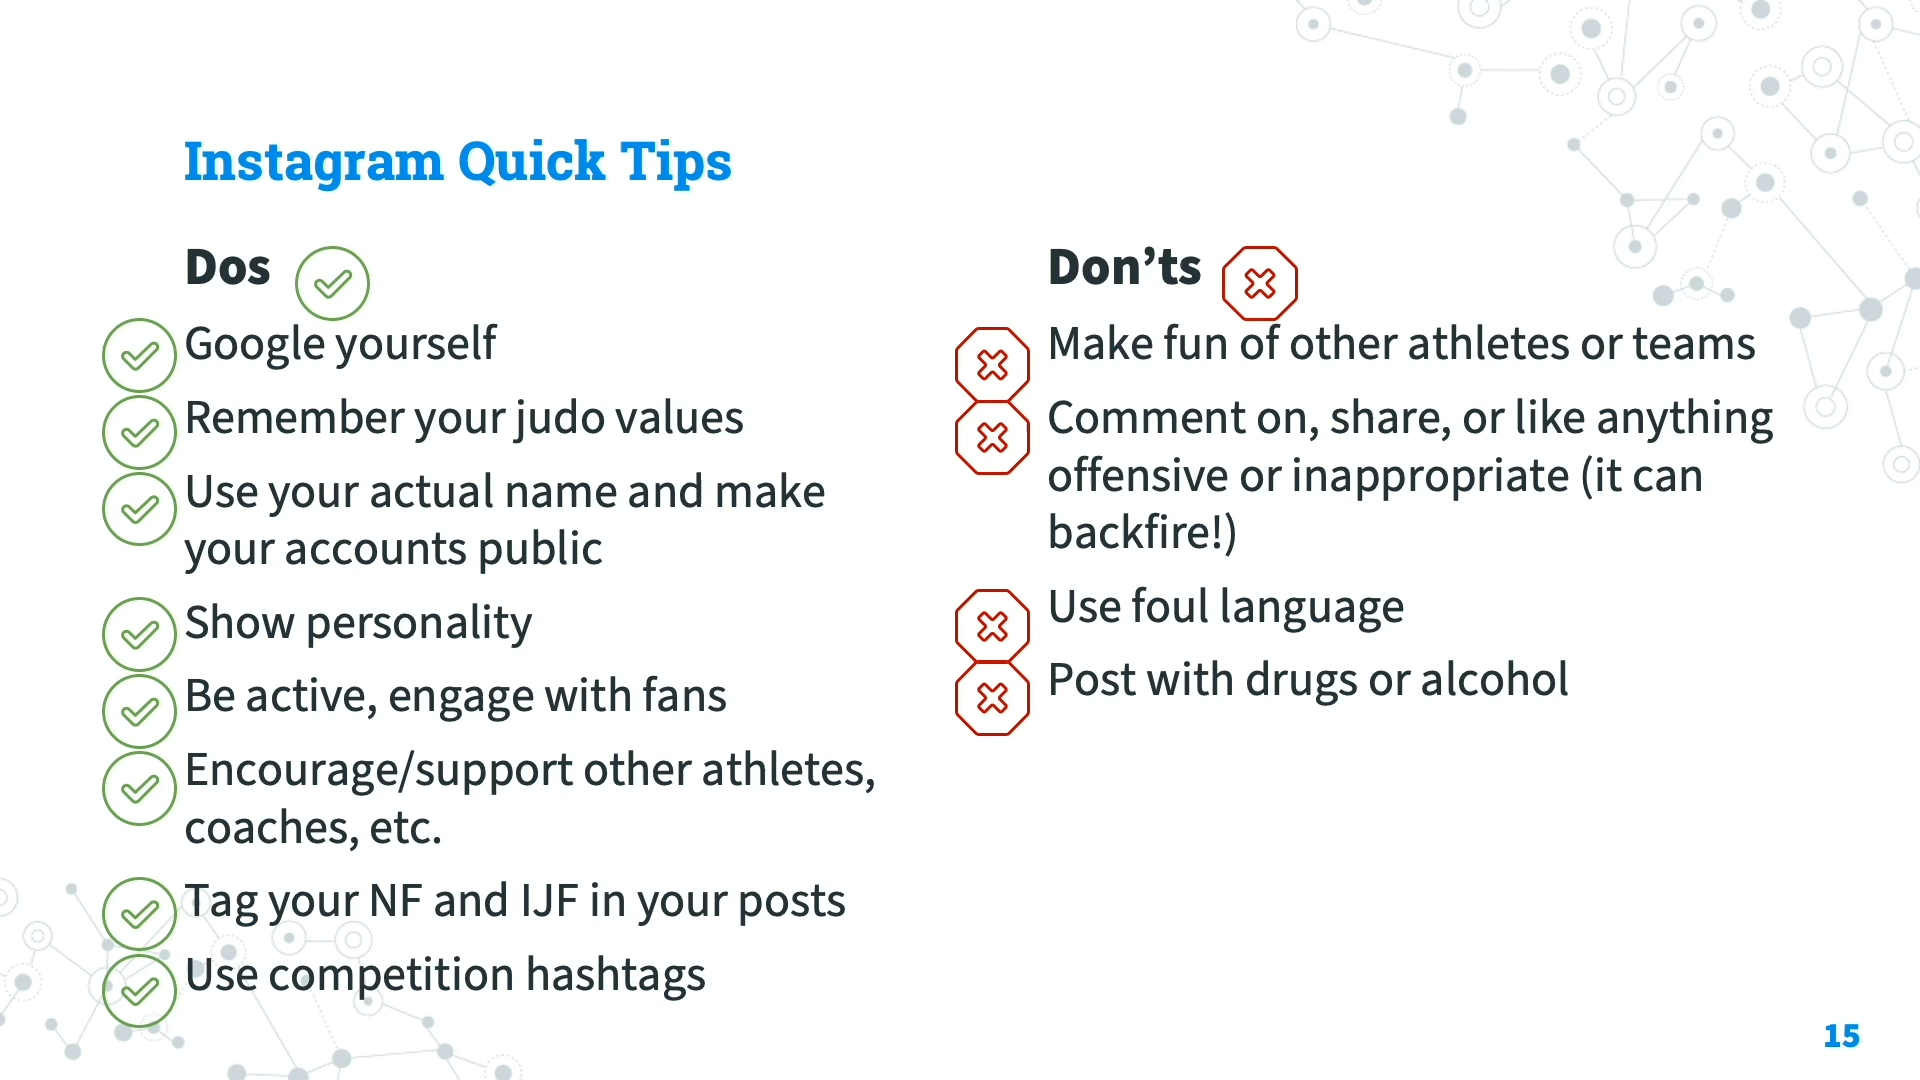 Instagram Quick Tips
Dos
Google yourself
Remember your judo values
Use your actual name and make
your accounts public
Show personality
Be active, engage with fans
Encourage/support other athletes,
coaches, etc.
Tag your NF and IJF in your posts
Use competition hashtags
Don’ts
Make fun of other athletes or teams
Comment on, share, or like anything
offensive or inappropriate (it can
backfire!)
Use foul language
Post with drugs or alcohol
15